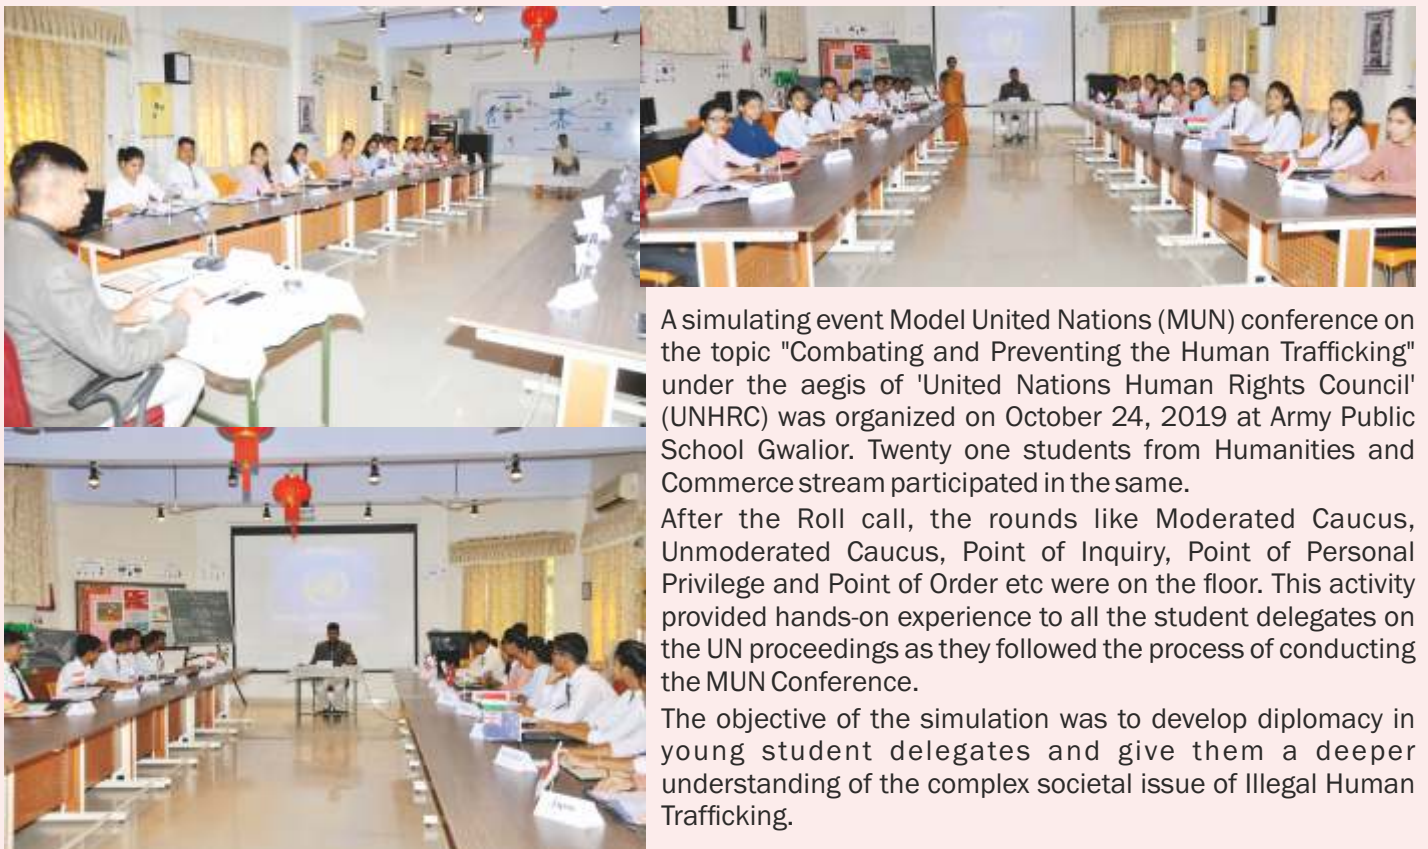 A simulating event Model United Nations (MUN) conference on
the topic "Combating and Preventing the Human Trafficking"
under the aegis of 'United Nations Human Rights Council'
(UNHRC) was organized on October 24, 2019 at Army Public
School Gwalior. Twenty one students from Humanities and
Commerce stream participated in the same.
After the Roll call, the rounds like Moderated Caucus,
Unmoderated Caucus, Point of Inquiry, Point of Personal
Privilege and Point of Order etc were on the floor. This activity
provided hands-on experience to all the student delegates on
the UN proceedings as they followed the process of conducting
the MUN Conference.
The objective of the simulation was to develop diplomacy in
young student delegates and give them a deeper
understanding of the complex societal issue of Illegal Human
Trafficking.